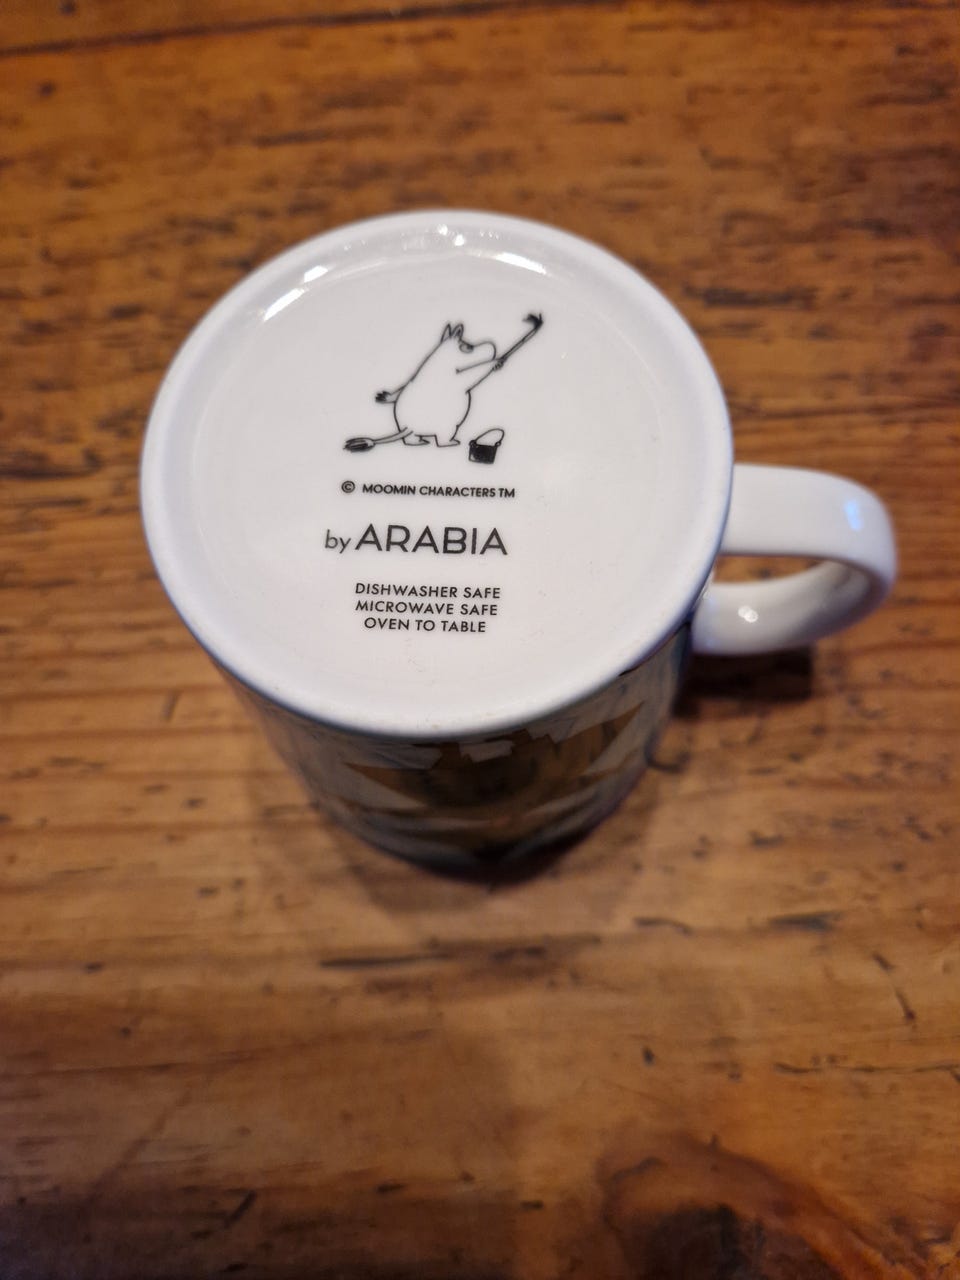 © MOOMIN CHARACTERS TM
by ARABIA
DISHWASHER SAFE
MICROWAVE SAFE
OVEN TO TABLE